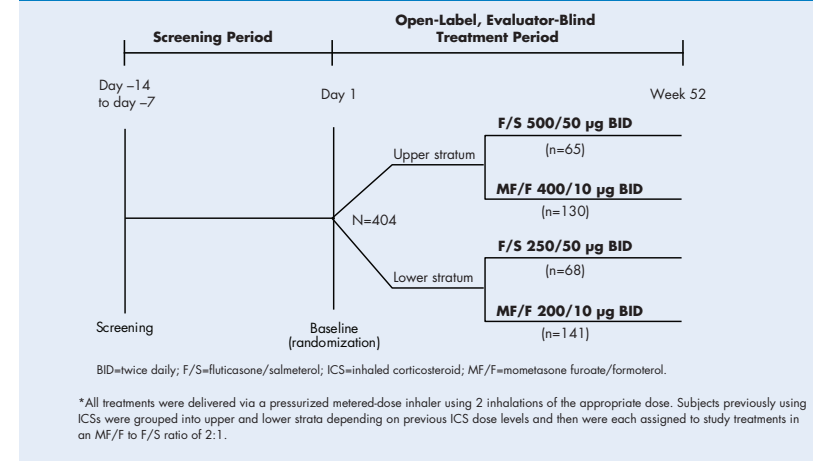 Screening Period
Open-Label, Evaluator-Blind
Treatment Period
Day –14
to day –7
Day 1
Week 52
F/S 500/50 µg BID
(n=65)
Upper stratum
MF/F 400/10 µg BID
(n=130)
N=404
F/S 250/50 µg BID
(n=68)
Lower stratum
MF/F 200/10 µg BID
(n=141)
Screening
Baseline
(randomization)
BID=twice daily; F/S=fluticasone/salmeterol; ICS=inhaled corticosteroid; MF/F=mometasone furoate/formoterol.
*All treatments were delivered via a pressurized metered-dose inhaler using 2 inhalations of the appropriate dose. Subjects previously using
ICSs were grouped into upper and lower strata depending on previous ICS dose levels and then were each assigned to study treatments in
an MF/F to F/S ratio of 2:1.